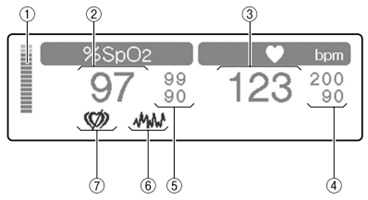 ② ③
① %SpO2 bpm
97 99 90 123 200 90
⑦ ⑥ ⑤ ④